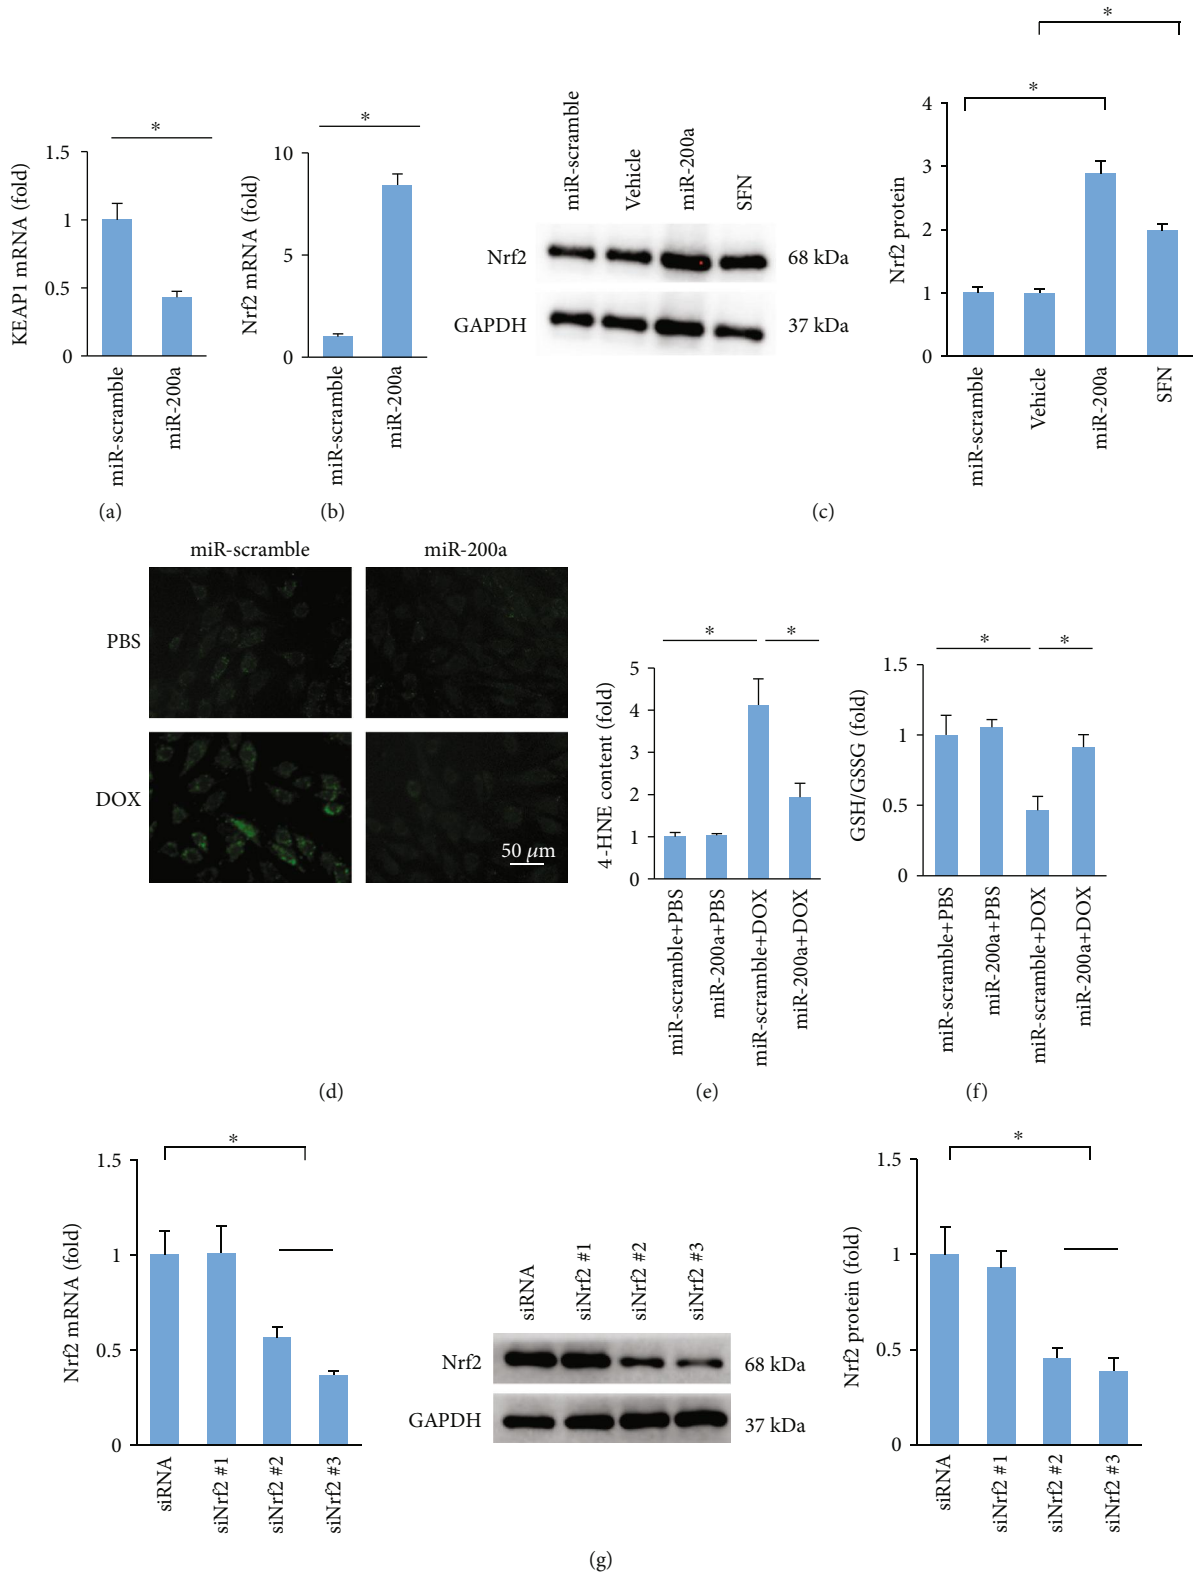 *
KEAP1 mRNA (fold)
1.5
1
0.5
0
miR-scramble
miR-200a
(a)
*
Nrf2 mRNA (fold)
10
5
0
miR-scramble
miR-200a
(b)
miR-scramble
Vehicle
miR-200a
SFN
Nrf2
68 kDa
GAPDH
37 kDa
*
*
Nrf2 protein
4
3
2
1
0
miR-scramble
Vehicle
miR-200a
SFN
(c)
miR-scramble
miR-200a
PBS
DOX
50 μm
(d)
*
*
4-HNE content (fold)
5
4
3
2
1
0
miR-scramble+PBS
miR-200a+PBS
miR-scramble+DOX
miR-200a+DOX
(e)
*
*
GSH/GSSG (fold)
1.5
1
0.5
0
miR-scramble+PBS
miR-200a+PBS
miR-scramble+DOX
miR-200a+DOX
(f)
*
Nrf2 mRNA (fold)
1.5
1
0.5
0
siRNA
siNrf2 #1
siNrf2 #2
siNrf2 #3
siRNA
siNrf2 #1
siNrf2 #2
siNrf2 #3
Nrf2
68 kDa
GAPDH
37 kDa
*
Nrf2 protein (fold)
1.5
1
0.5
0
siRNA
siNrf2 #1
siNrf2 #2
siNrf2 #3
(g)